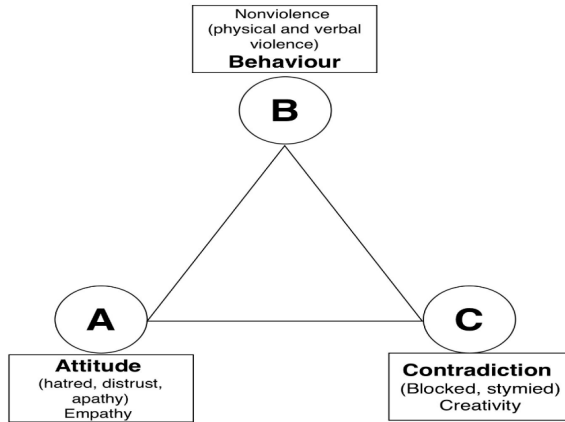 Nonviolence
(physical and verbal
violence)
Behaviour
B
A
C
Attitude
(hatred, distrust,
apathy)
Empathy
Contradiction
(Blocked, stymied)
Creativity